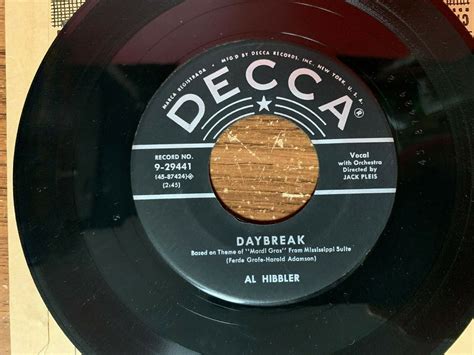 MARCA REGISTRADA • MF'G BY DECCA RECORDS, INC., NEW YORK, U.S.A.
DECCA®
RECORD NO.
9-29441
(45-87424)
(2:45)
Vocal
with Orchestra
Directed by
JACK PLEIS
DAYBREAK
Based on Theme of "Mardi Gras" From Mississippi Suite
(Ferde Grofe-Harold Adamson)
AL HIBBLER